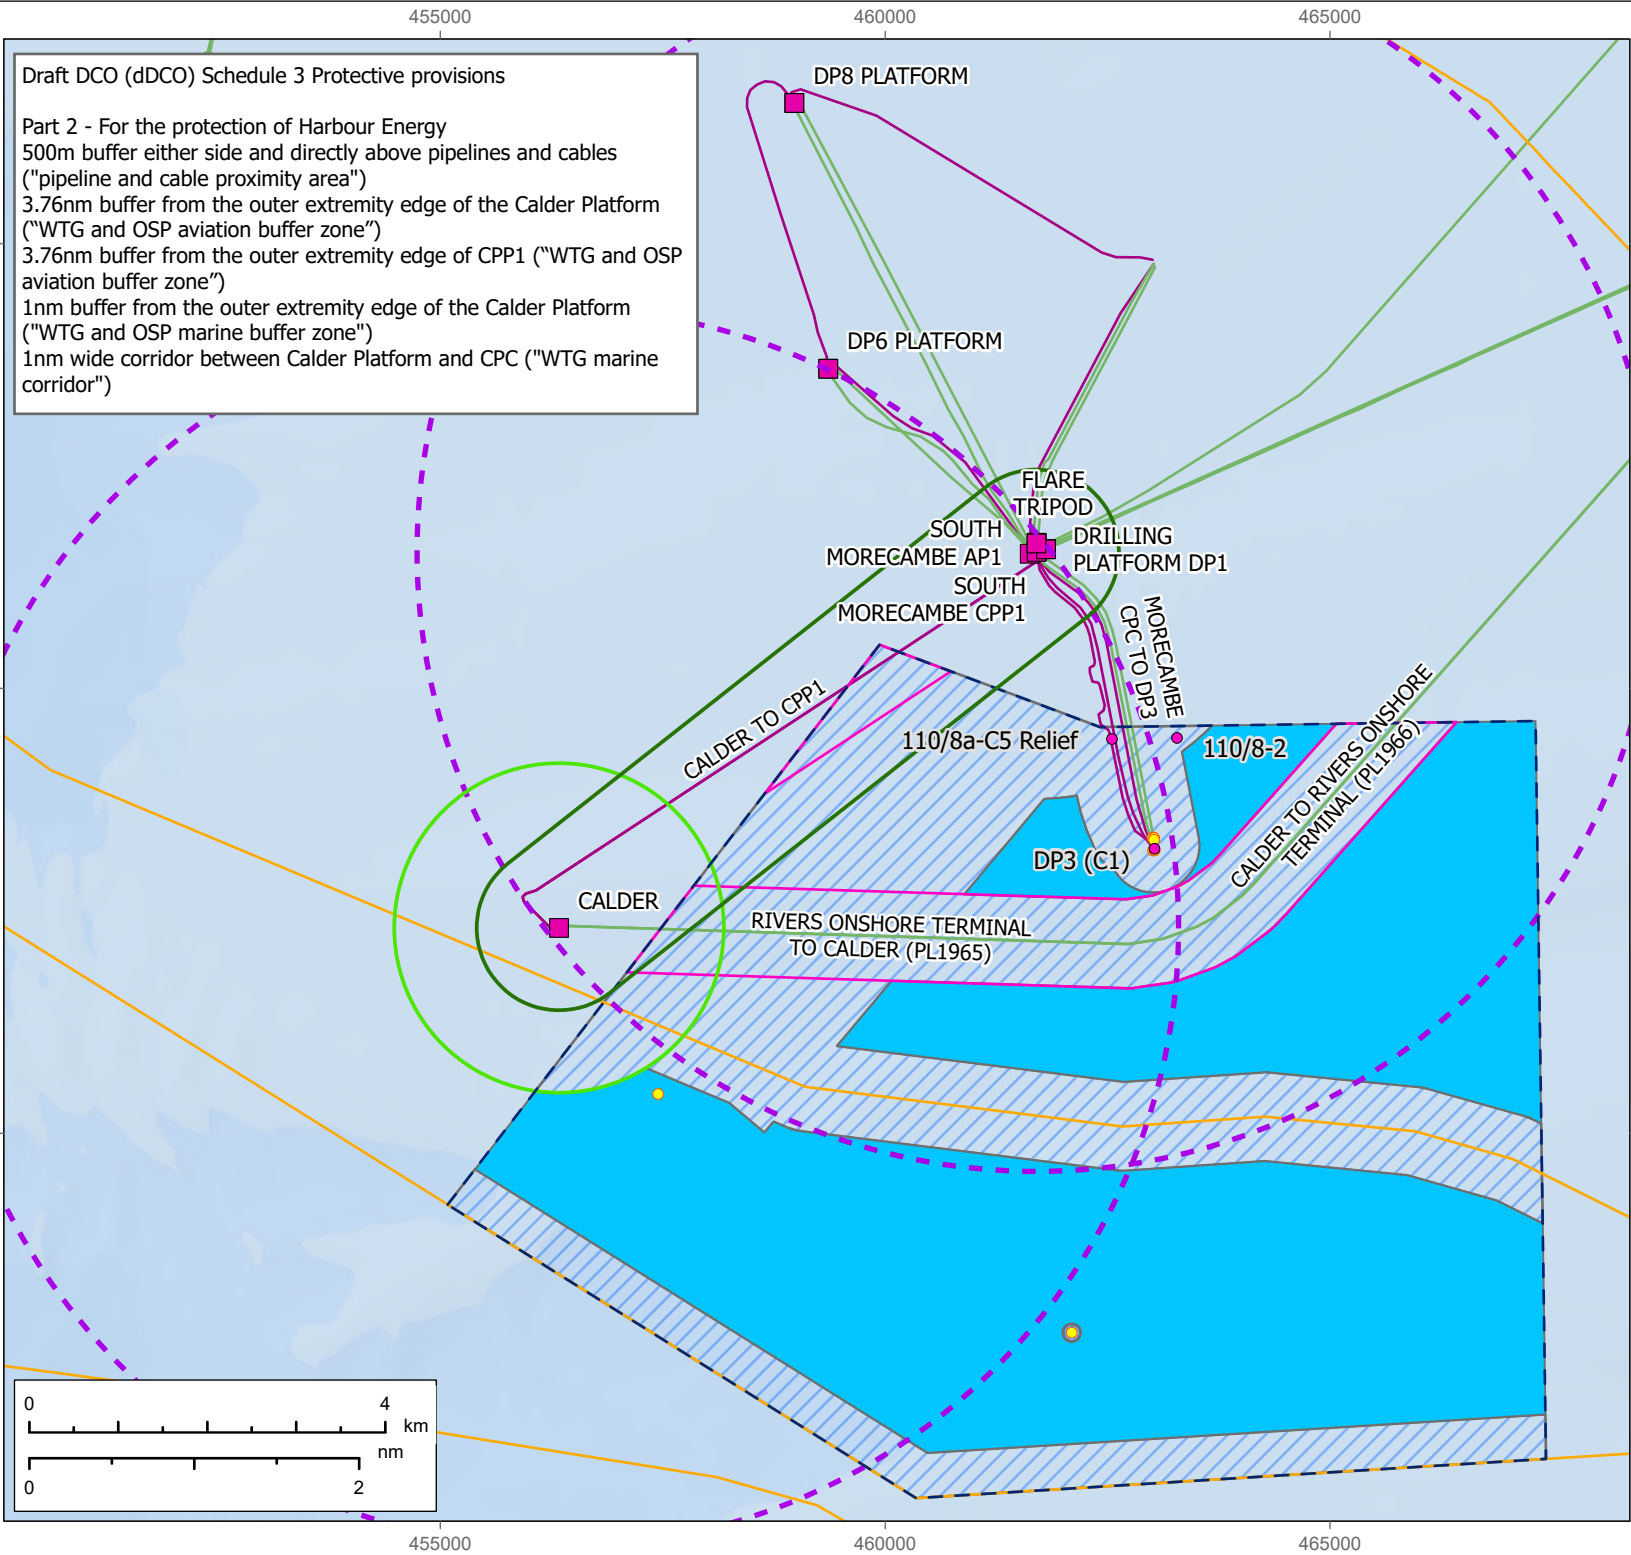 455000
460000
465000
Draft DCO (dDCO) Schedule 3 Protective provisions
Part 2 - For the protection of Harbour Energy
500m buffer either side and directly above pipelines and cables
("pipeline and cable proximity area")
3.76nm buffer from the outer extremity edge of the Calder Platform
(“WTG and OSP aviation buffer zone”)
3.76nm buffer from the outer extremity edge of CPP1 (“WTG and OSP
aviation buffer zone”)
1nm buffer from the outer extremity edge of the Calder Platform
("WTG and OSP marine buffer zone")
1nm wide corridor between Calder Platform and CPC ("WTG marine
corridor")
DP8 PLATFORM
DP6 PLATFORM
FLARE
TRIPOD
SOUTH
MORECAMBE AP1
DRILLING
PLATFORM DP1
SOUTH
MORECAMBE CPP1
MORECAMBE
CPC TO DP3
CALDER TO CPP1
110/8a-C5 Relief
110/8-2
CALDER TO RIVERS ONSHORE
TERMINAL (PL1966)
DP3 (C1)
CALDER
RIVERS ONSHORE TERMINAL
TO CALDER (PL1965)
0
4
km
nm
0
2
455000
460000
465000